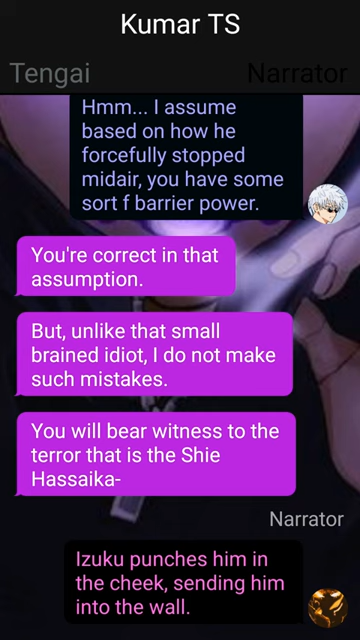 Kumar TS
Tengai
Narrator
Hmm... I assume
based on how he
forcefully stopped
midair, you have some
sort f barrier power.
You're correct in that
assumption.
But, unlike that small
brained idiot, I do not make
such mistakes.
You will bear witness to the
terror that is the Shie
Hassaika-
Narrator
Izuku punches him in
the cheek, sending him
into the wall.